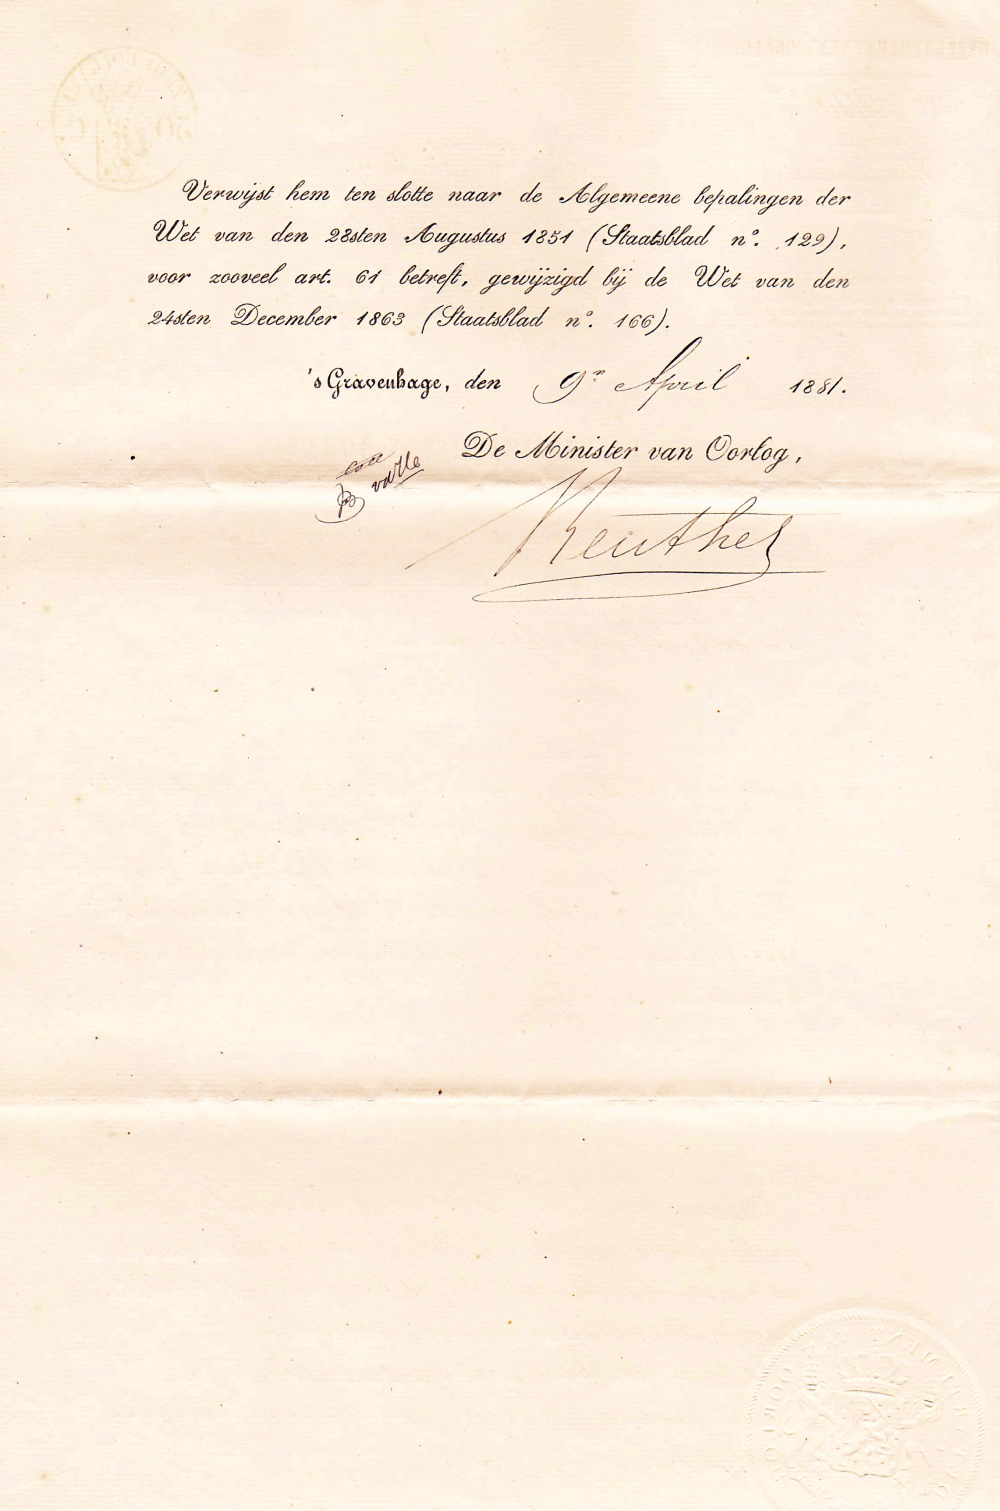 Verwijst hem ten slotte naar de Algemeene bepalingen der
Wet van den 28sten Augustus 1851 (Staatsblad n°. 129),
voor zooveel art. 61 betreft, gewijzigd bij de Wet van den
24sten December 1863 (Staatsblad n°. 166).
's Gravenhage, den 9n April 1881.
De Minister van Oorlog,
Reuther